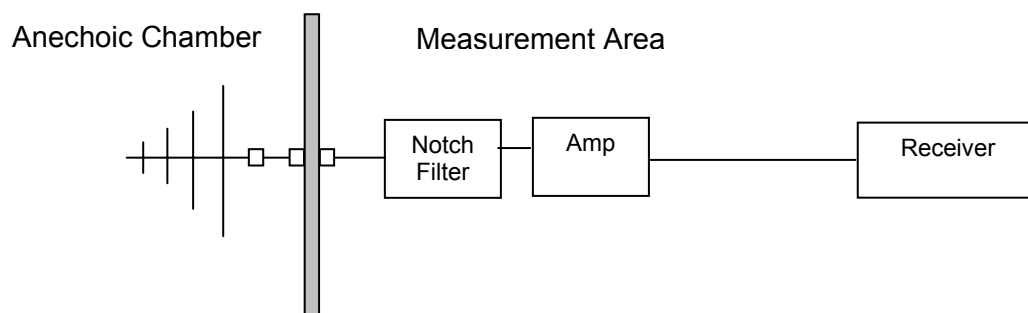 Anechoic Chamber
Measurement Area
Notch
Filter
Amp
Receiver